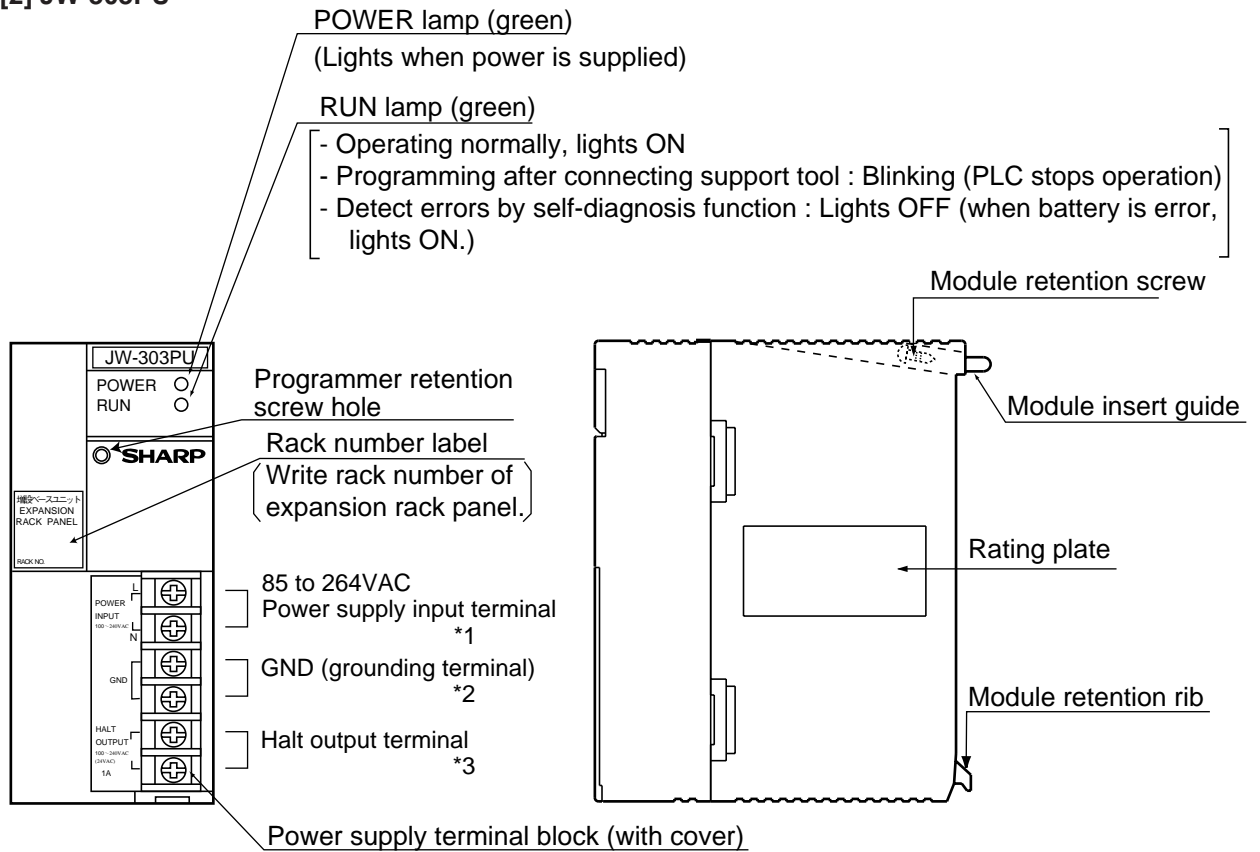 [2] JW-303PU
POWER lamp (green)
(Lights when power is supplied)
RUN lamp (green)
- Operating normally, lights ON
- Programming after connecting support tool : Blinking (PLC stops operation)
- Detect errors by self-diagnosis function : Lights OFF (when battery is error,
lights ON.)
Module retention screw
JW-303PU
POWER
RUN
Programmer retention
screw hole
Module insert guide
SHARP
Rack number label
Write rack number of
expansion rack panel.
増設ベースユニット
EXPANSION
RACK PANEL
RACK NO.
Rating plate
L
POWER
INPUT
100～240VAC
N
85 to 264VAC
Power supply input terminal
*1
GND
GND (grounding terminal)
*2
Module retention rib
HALT
OUTPUT
100～240VAC
(24VAC)
1A
Halt output terminal
*3
Power supply terminal block (with cover)